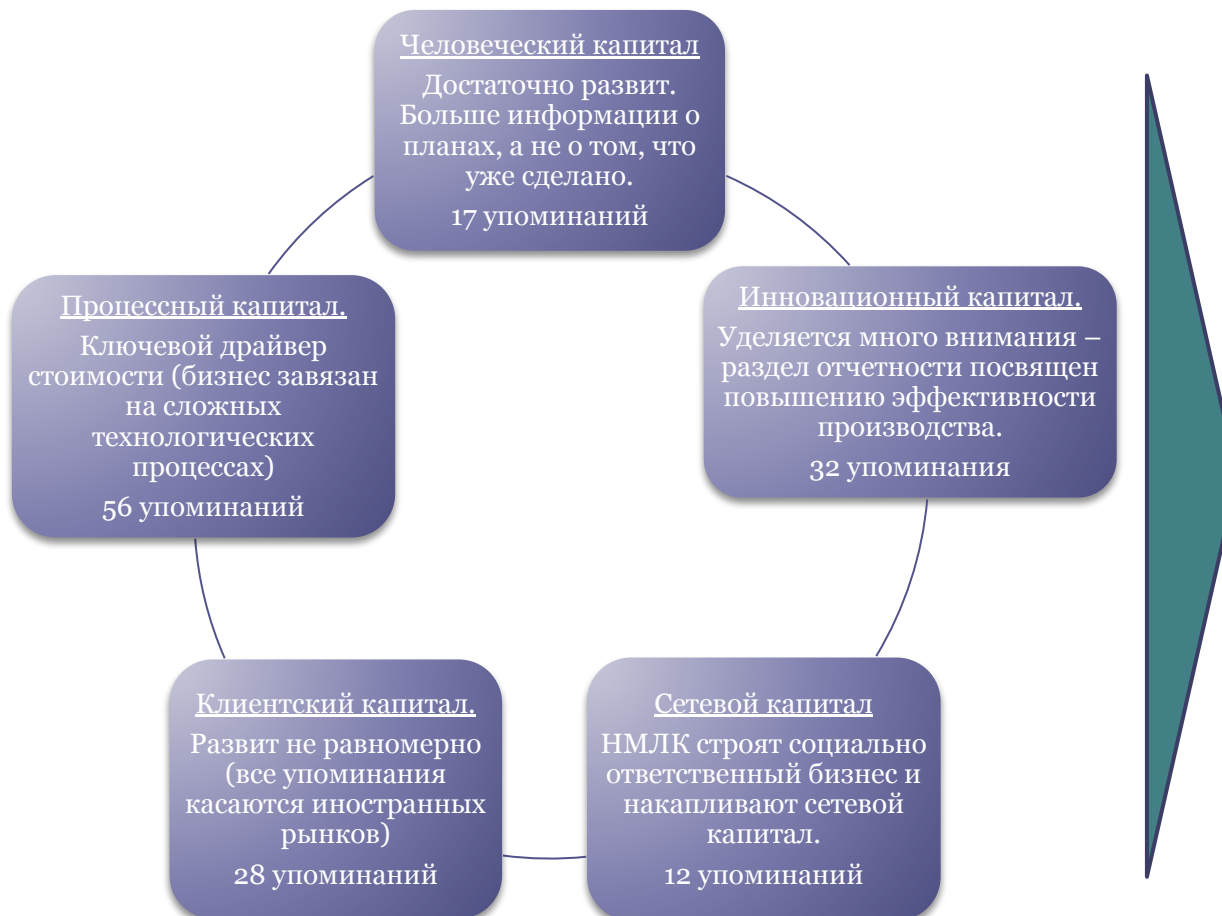 Человеческий капитал
Достаточно развит.
Больше информации о
планах, а не о том, что
уже сделано.
17 упоминаний
Инновационный капитал.
Уделяется много внимания –
раздел отчетности посвящен
повышению эффективности
производства.
32 упоминания
Сетевой капитал
НМЛК строят социально
ответственный бизнес и
накапливают сетевой
капитал.
12 упоминаний
Клиентский капитал.
Развит не равномерно
(все упоминания
касаются иностранных
рынков)
28 упоминаний
Процессный капитал.
Ключевой драйвер
стоимости (бизнес завязан
на сложных
технологических
процессах)
56 упоминаний